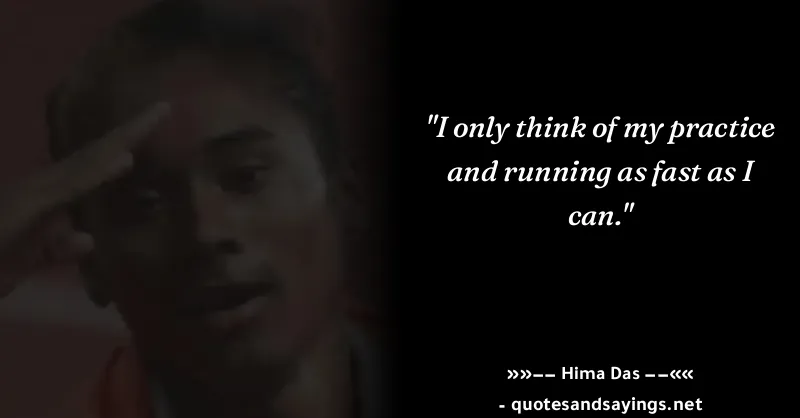 "I only think of my practice
and running as fast as I
can."
»»−− Hima Das −−««
- quotesandsayings.net